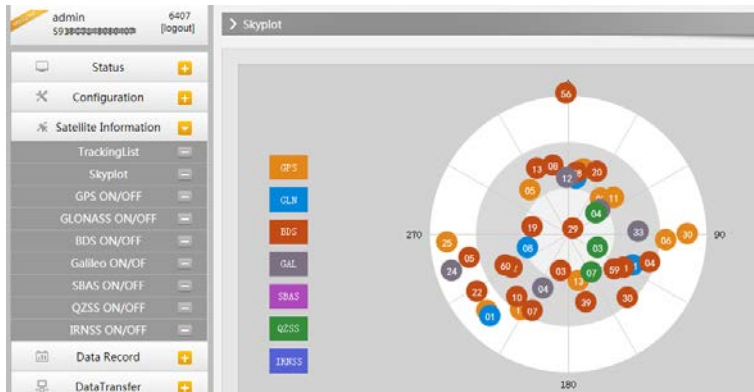 admin
6407
[logout]
Skyplot
Status
Configuration
Satellite Information
TrackingList
Skyplot
GPS ON/OFF
GLONASS ON/OFF
BDS ON/OFF
Galileo ON/OF
SBAS ON/OFF
QZSS ON/OFF
IRNSS ON/OFF
Data Record
DataTransfer
GPS
GLN
BDS
GAL
SBAS
QZSS
IRNSS
56
13 08 12 8 20
05 11
04
19 29 33 06 30
270 90
25 08 03
05 60 59 1 1 04
24 03 07
04 13
22 10 39 30
01 1 07
180